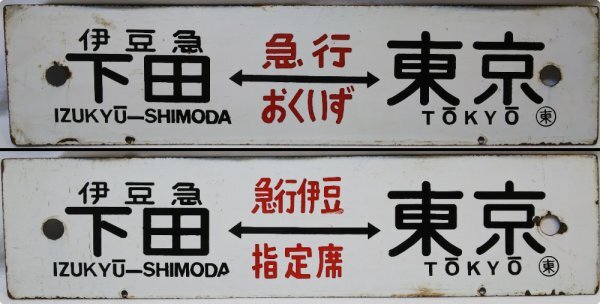 伊豆急
下田
IZUKYŪ—SHIMODA
急行
おくいず
東京
TŌKYŌ
東
伊豆急
下田
IZUKYŪ—SHIMODA
急行伊豆
指定席
東京
TŌKYŌ
東